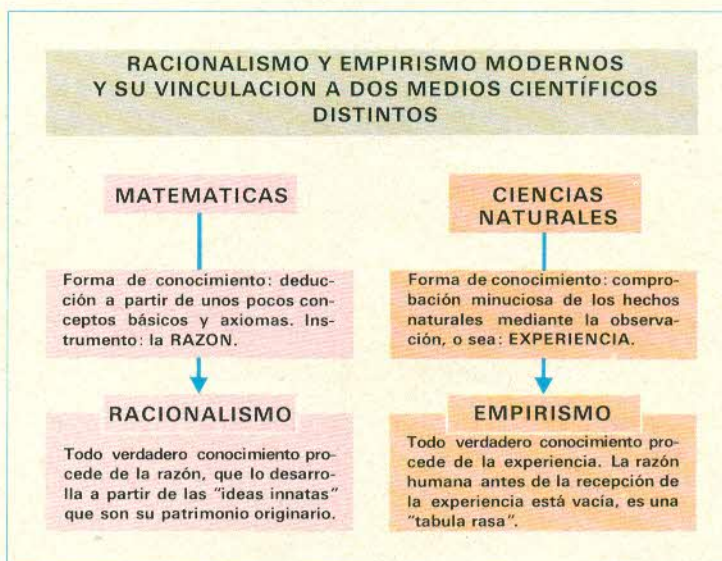 RACIONALISMO Y EMPIRISMO MODERNOS
Y SU VINCULACION A DOS MEDIOS CIENTÍFICOS
DISTINTOS
MATEMATICAS
Forma de conocimiento: deduc-
ción a partir de unos pocos con-
ceptos básicos y axiomas. Ins-
trumento: la RAZON.
RACIONALISMO
Todo verdadero conocimiento pro-
cede de la razón, que lo desarro-
lla a partir de las "ideas innatas"
que son su patrimonio originario.
CIENCIAS
NATURALES
Forma de conocimiento: compro-
bación minuciosa de los hechos
naturales mediante la observa-
ción, o sea: EXPERIENCIA.
EMPIRISMO
Todo verdadero conocimiento pro-
cede de la experiencia. La razón
humana antes de la recepción de
la experiencia está vacía, es una
"tabula rasa".